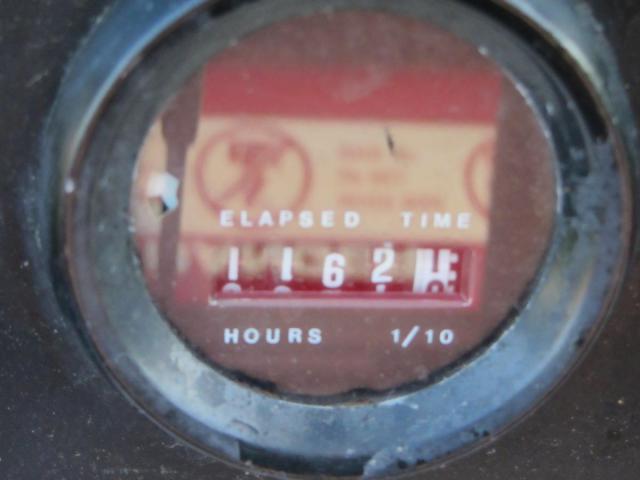 ELAPSED TIME
1162
HOURS 1/10